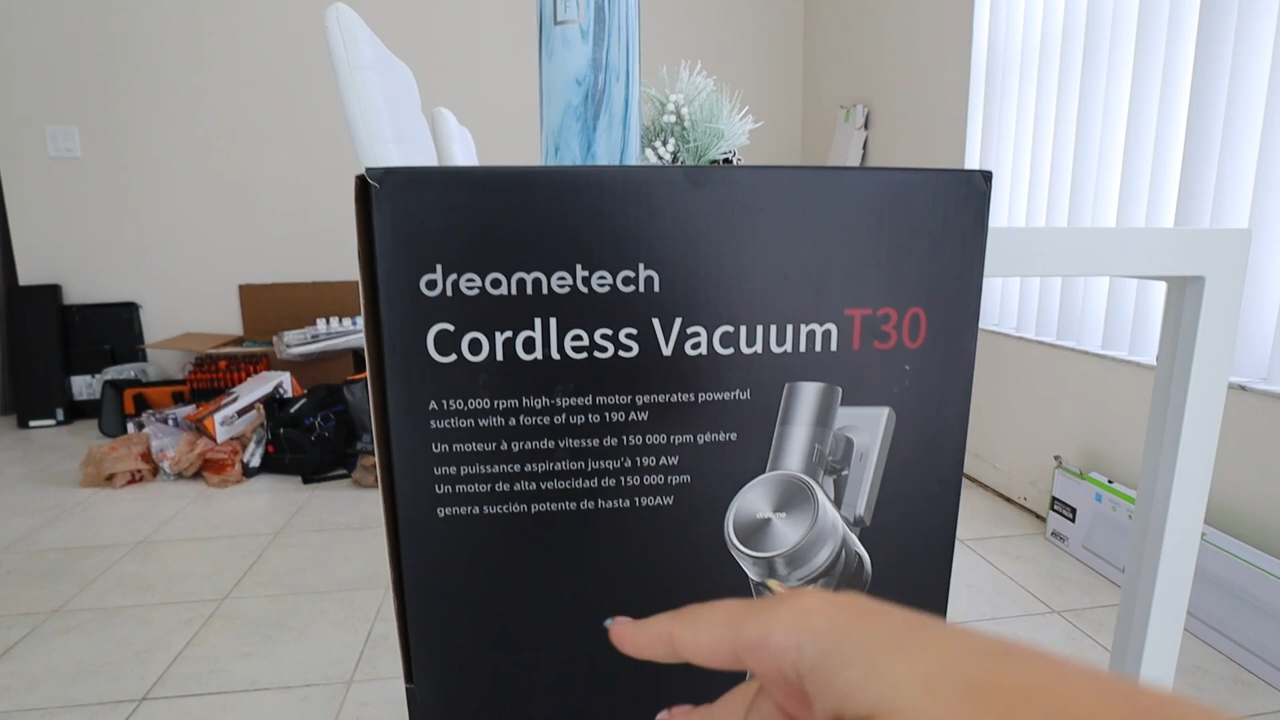 F
dreametech
Cordless Vacuum T30
A 150,000 rpm high-speed motor generates powerful
suction with a force of up to 190 AW
Un moteur à grande vitesse de 150 000 rpm génère
une puissance aspiration jusqu'à 190 AW
Un motor de alta velocidad de 150 000 rpm
genera succión potente de hasta 190AW
dreame